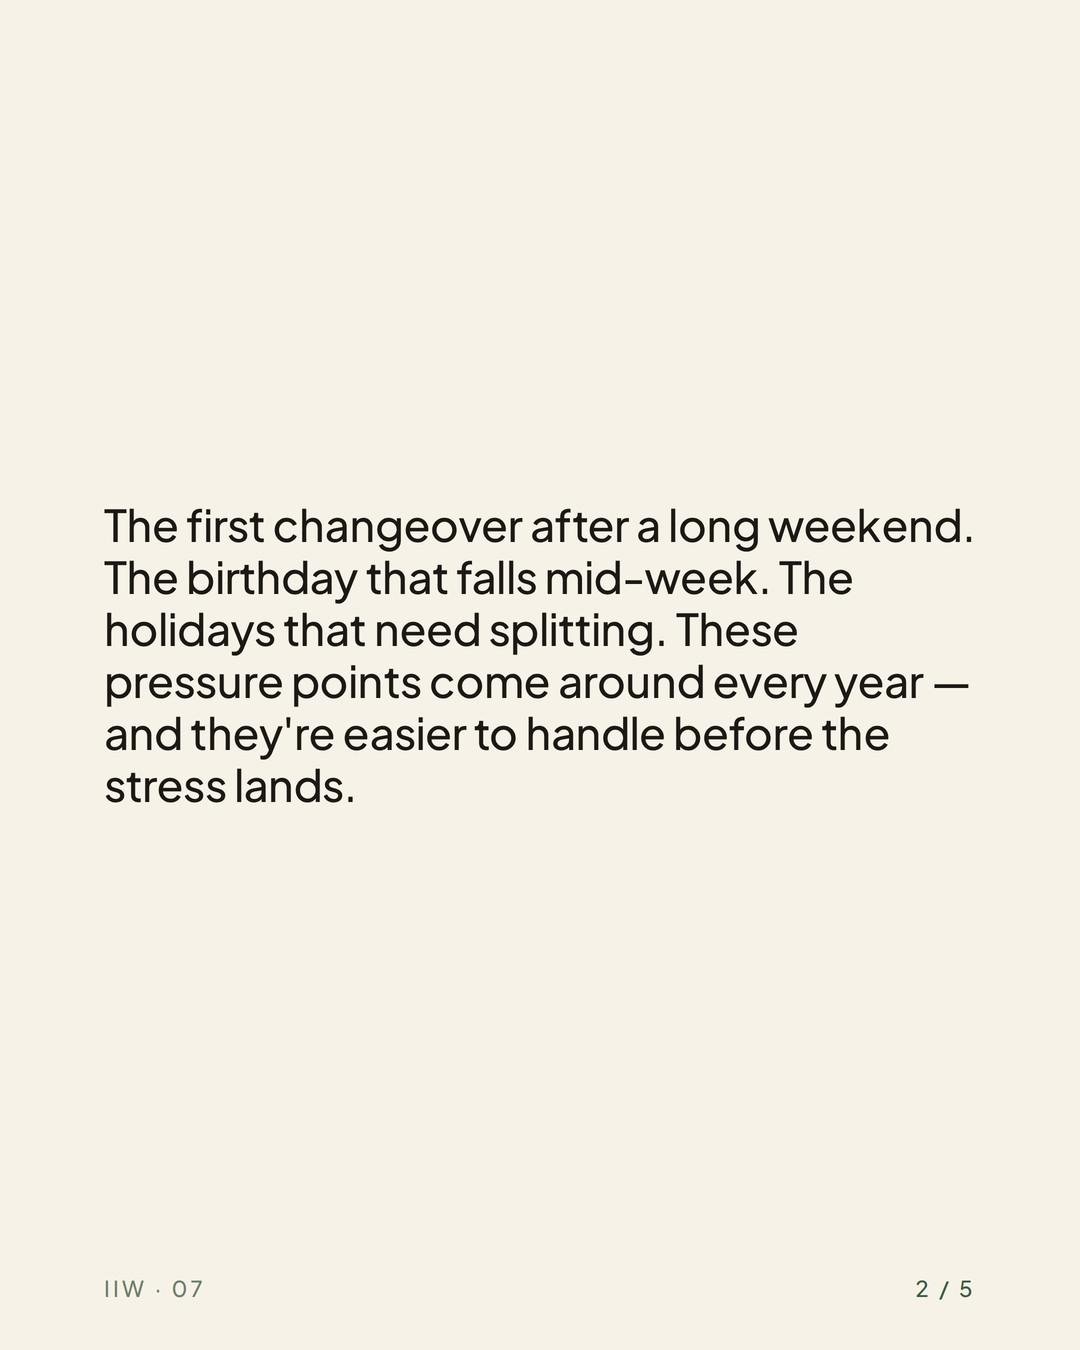 The first changeover after a long weekend.
The birthday that falls mid-week. The
holidays that need splitting. These
pressure points come around every year —
and they're easier to handle before the
stress lands.
IIW · 07
2 / 5